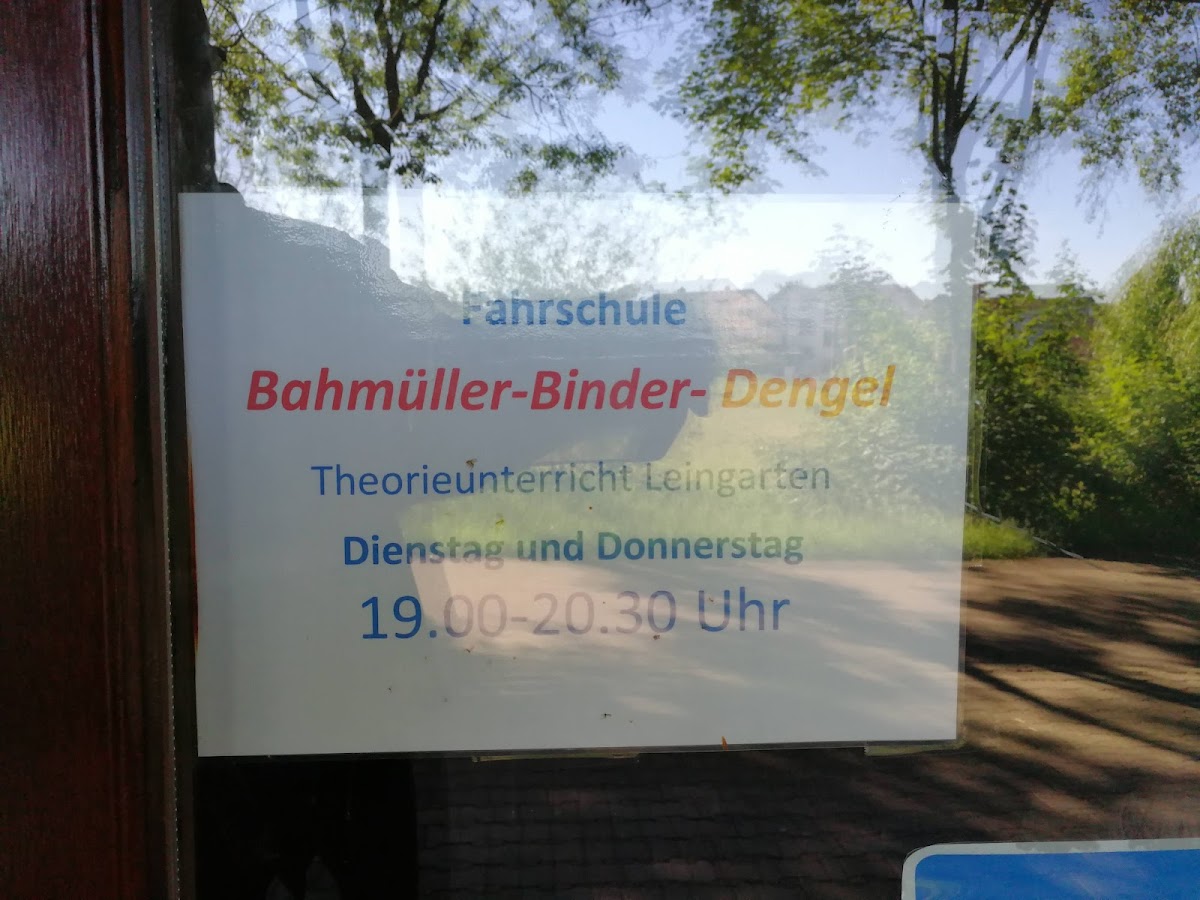 Fahrschule
Bahmüller-Binder- Dengel
Theorieunterricht Leingarten
Dienstag und Donnerstag
19.00-20.30 Uhr